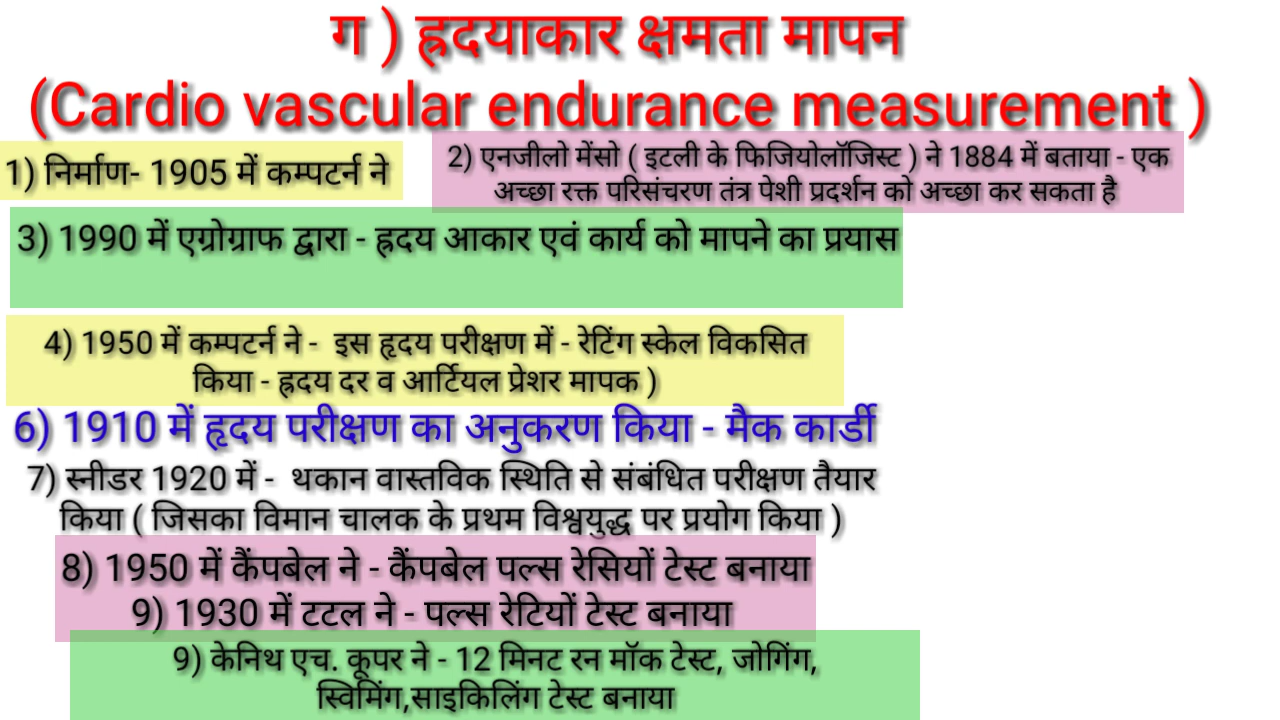 ग ) ह्रदयाकार क्षमता मापन
(Cardio vascular endurance measurement )
1) निर्माण- 1905 में कम्पटर्न ने
2) एनजीलो मेंसो ( इटली के फिजियोलॉजिस्ट ) ने 1884 में बताया - एक
अच्छा रक्त परिसंचरण तंत्र पेशी प्रदर्शन को अच्छा कर सकता है
3) 1990 में एग्रोग्राफ द्वारा - ह्रदय आकार एवं कार्य को मापने का प्रयास
4) 1950 में कम्पटर्न ने - इस हृदय परीक्षण में - रेटिंग स्केल विकसित
किया - ह्रदय दर व आर्टियल प्रेशर मापक )
6) 1910 में हृदय परीक्षण का अनुकरण किया - मैक कार्डी
7) स्नीडर 1920 में - थकान वास्तविक स्थिति से संबंधित परीक्षण तैयार
किया ( जिसका विमान चालक के प्रथम विश्वयुद्ध पर प्रयोग किया )
8) 1950 में कैंपबेल ने - कैंपबेल पल्स रेसियों टेस्ट बनाया
9) 1930 में टटल ने - पल्स रेटियों टेस्ट बनाया
9) केनिथ एच. कूपर ने - 12 मिनट रन मॉक टेस्ट, जोगिंग,
स्विमिंग,साइकिलिंग टेस्ट बनाया